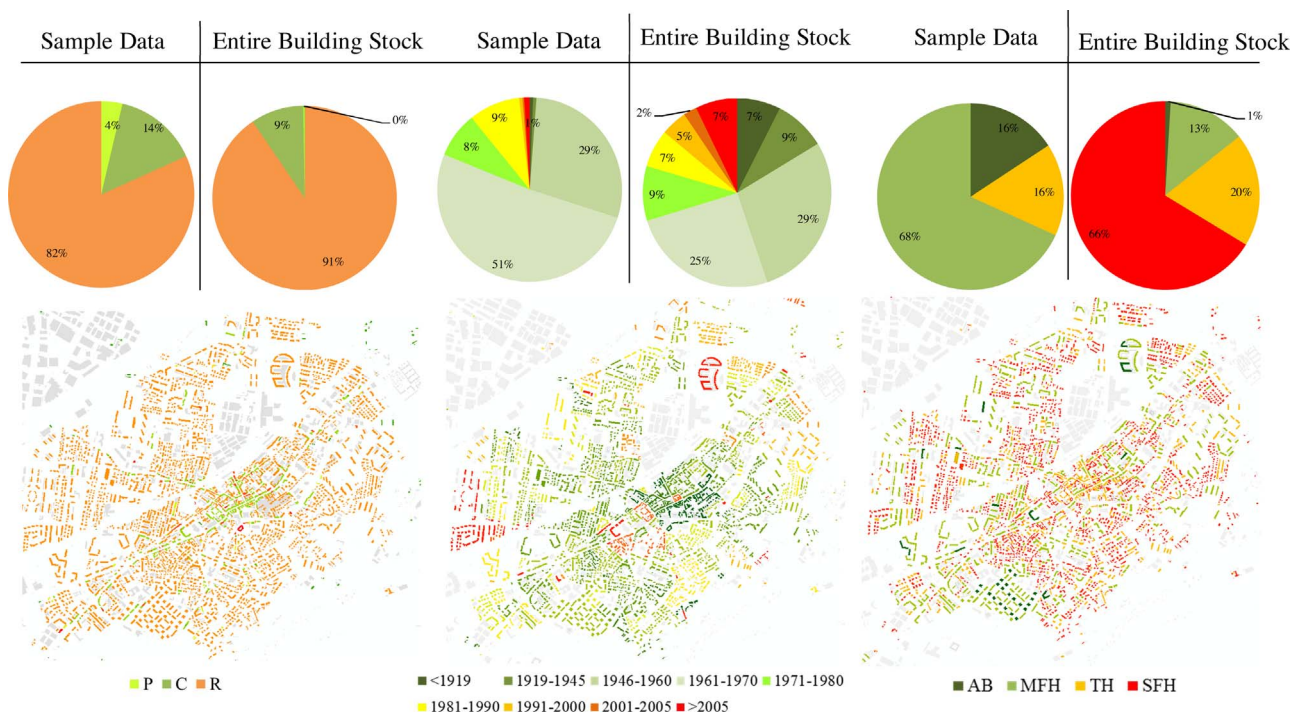 Sample Data Entire Building Stock Sample Data Entire Building Stock Sample Data Entire Building Stock
4% 14% 82%
9% 0% 91%
9% 8% 29% 51%
2% 7% 7% 5% 9% 7% 9% 29% 25%
16% 16% 68%
1% 13% 20% 66%
P C R
<1919 1919-1945 1946-1960 1961-1970 1971-1980
1981-1990 1991-2000 2001-2005 >2005
AB MFH TH SFH